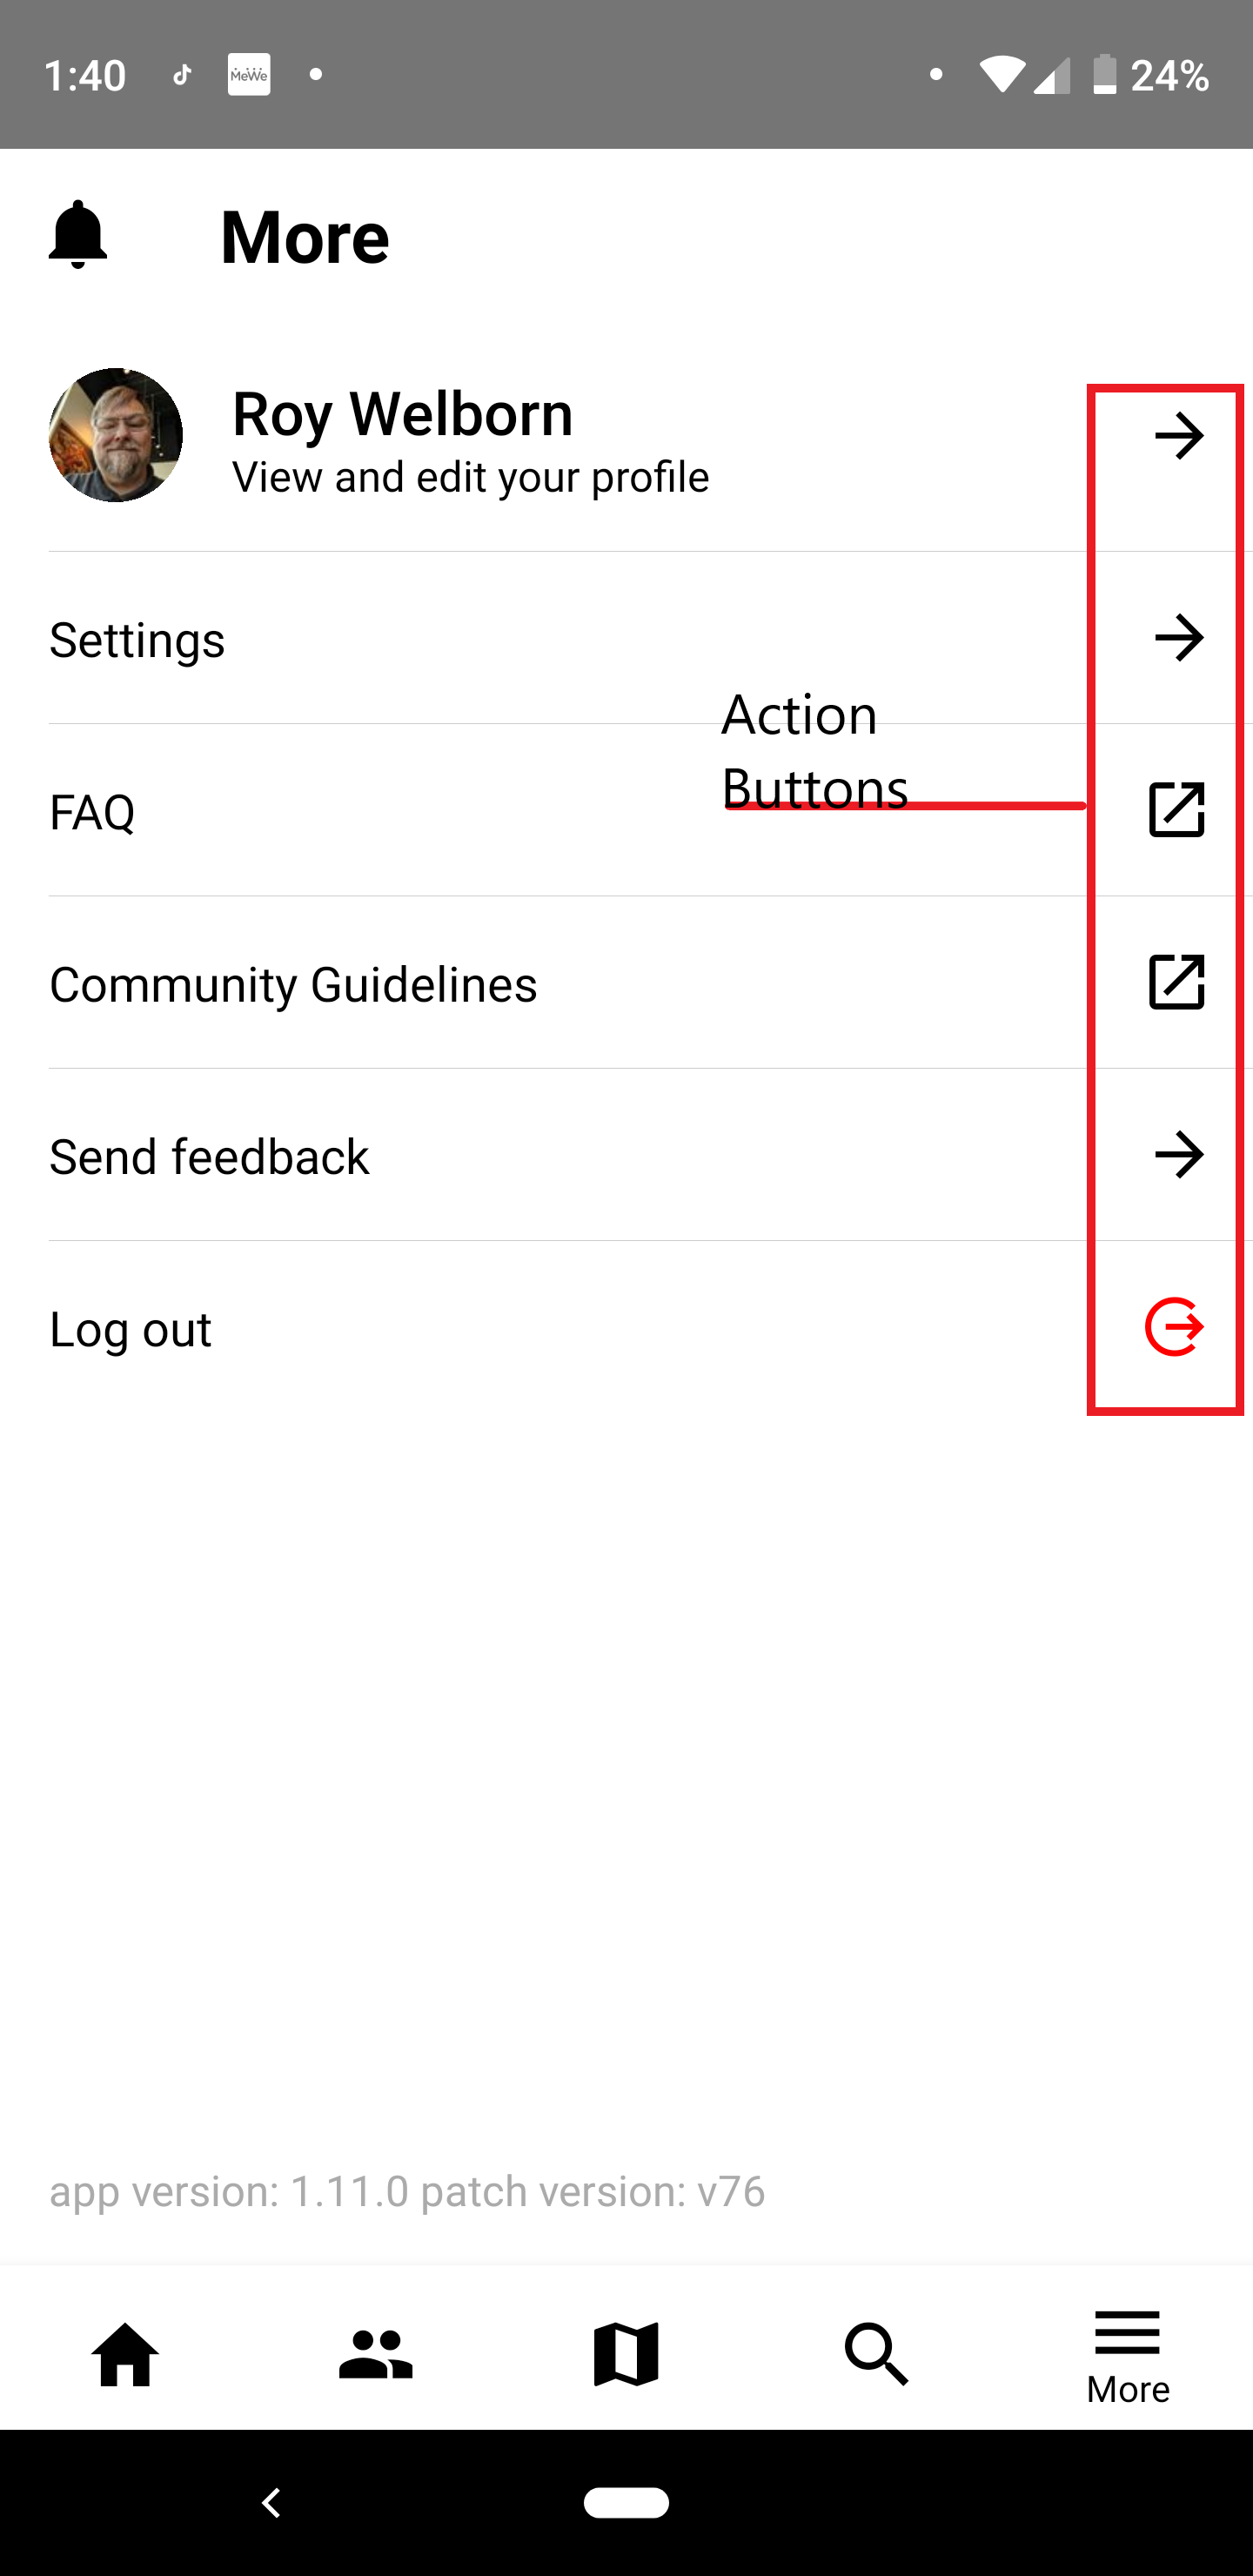 1:40 MeWe 24%
More
Roy Welborn
View and edit your profile
Settings
Action
Buttons
FAQ
Community Guidelines
Send feedback
Log out
app version: 1.11.0 patch version: v76
More